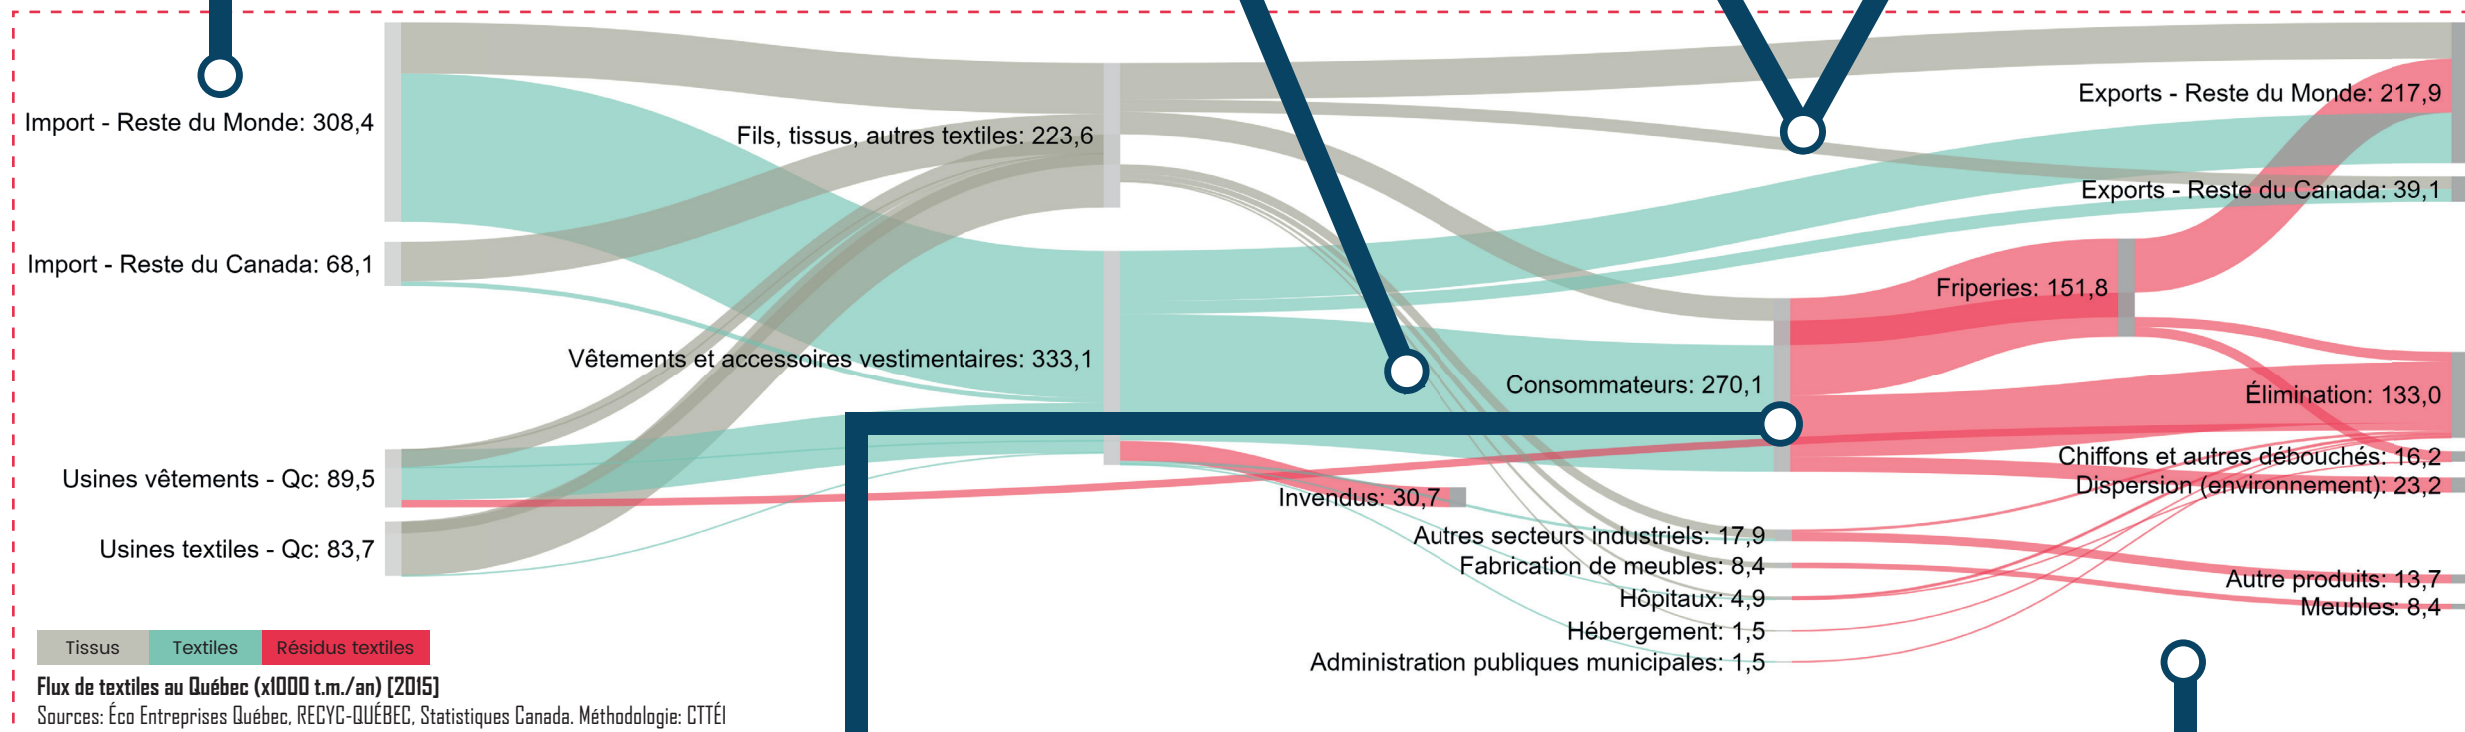 Import - Reste du Monde: 308,4
Import - Reste du Canada: 68,1
Usines vêtements - Qc: 89,5
Usines textiles - Qc: 83,7
Fils, tissus, autres textiles: 223,6
Vêtements et accessoires vestimentaires: 333,1
Invendus: 30,7
Consommateurs: 270,1
Autres secteurs industriels: 17,9
Fabrication de meubles: 8,4
Hôpitaux: 4,9
Hébergement: 1,5
Administration publiques municipales: 1,5
Friperies: 151,8
Exports - Reste du Monde: 217,9
Exports - Reste du Canada: 39,1
Élimination: 133,0
Chiffons et autres débouchés: 16,2
Dispersion (environnement): 23,2
Autre produits: 13,7
Meubles: 8,4
Tissus
Textiles
Résidus textiles
Flux de textiles au Québec (x1000 t.m./an) [2015]
Sources: Éco Entreprises Québec, RECYC-QUÉBEC, Statistiques Canada. Méthodologie: CTTÉI